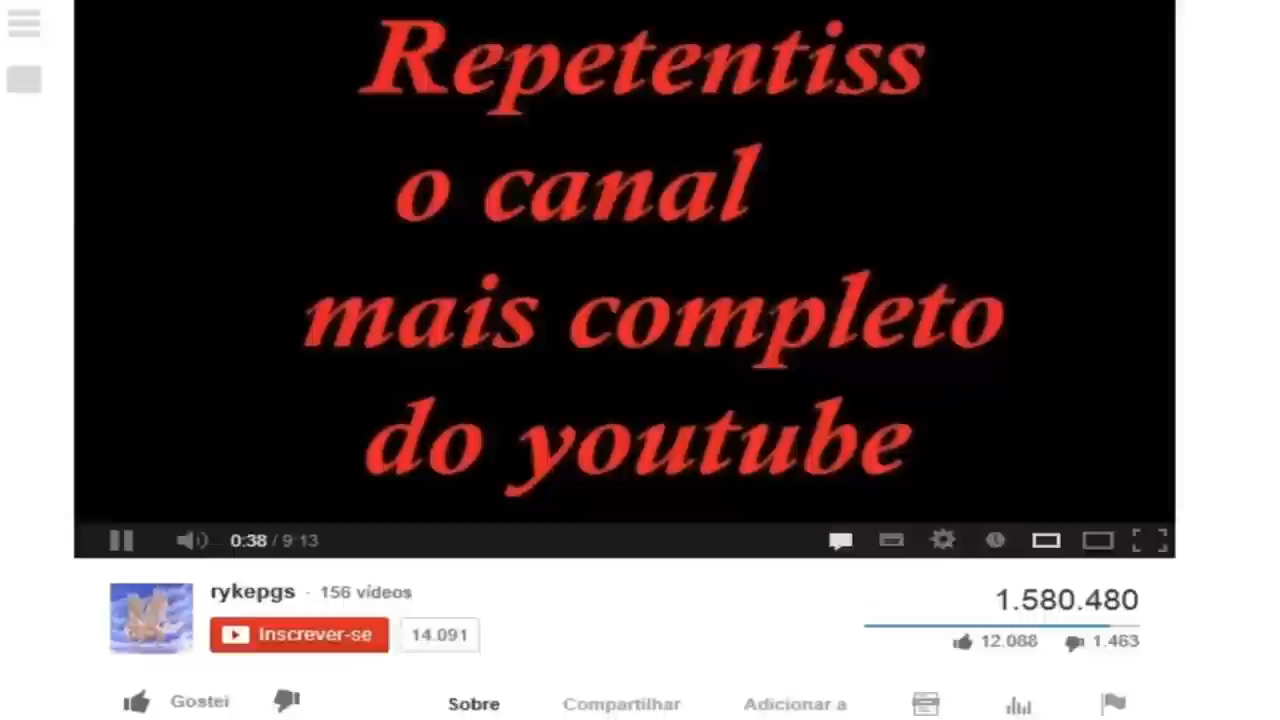 Repetentiss
o canal
mais completo
do youtube
0:38 / 9:13
rykepgs - 156 vídeos
1.580.480
Inscrever-se 14.091
12.088 1.463
Gostei Sobre Compartilhar Adicionar a